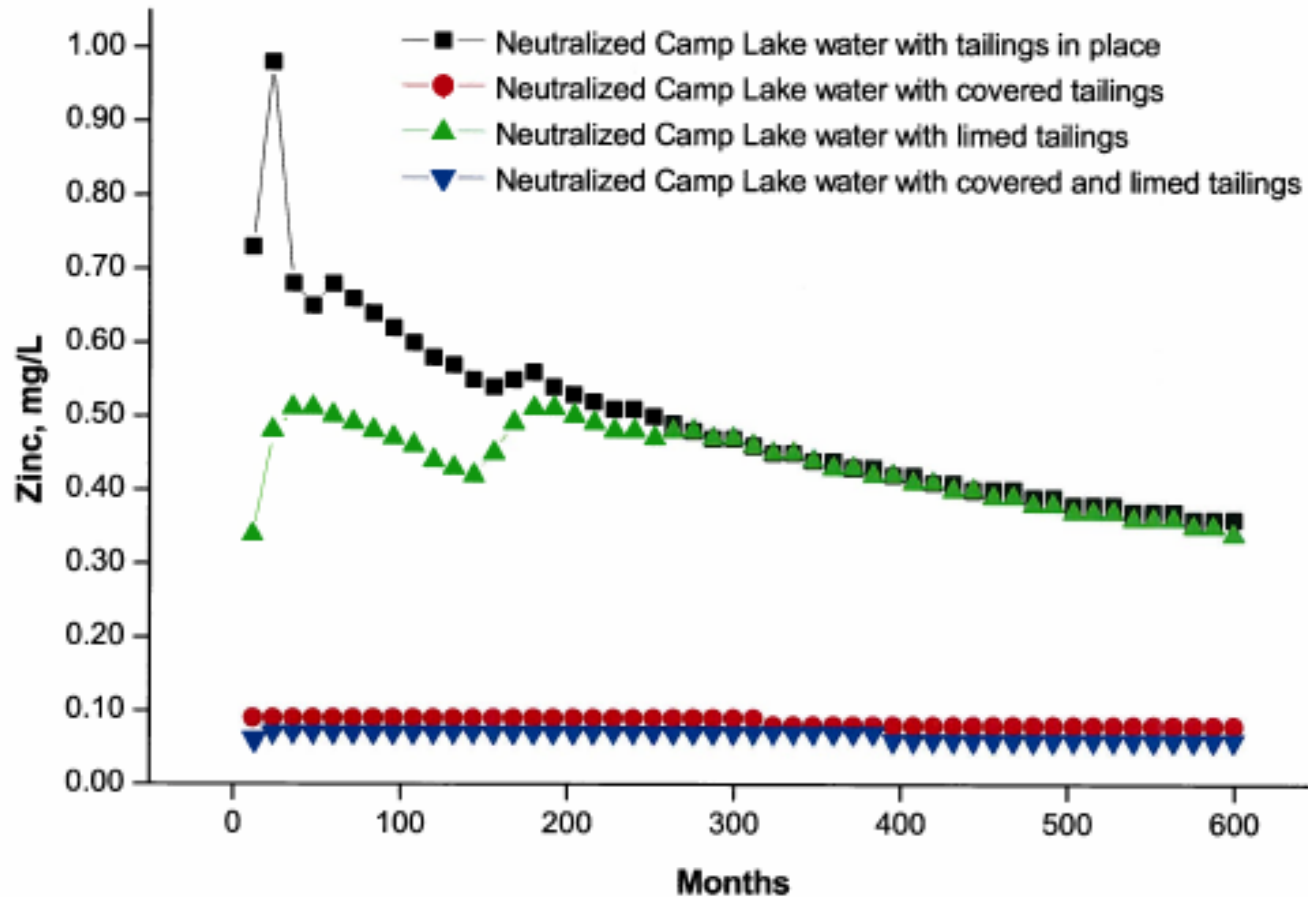 Neutralized Camp Lake water with tailings in place
Neutralized Camp Lake water with covered tailings
Neutralized Camp Lake water with limed tailings
Neutralized Camp Lake water with covered and limed tailings
Zinc, mg/L
1.00
0.90
0.80
0.70
0.60
0.50
0.40
0.30
0.20
0.10
0.00
0 100 200 300 400 500 600
Months